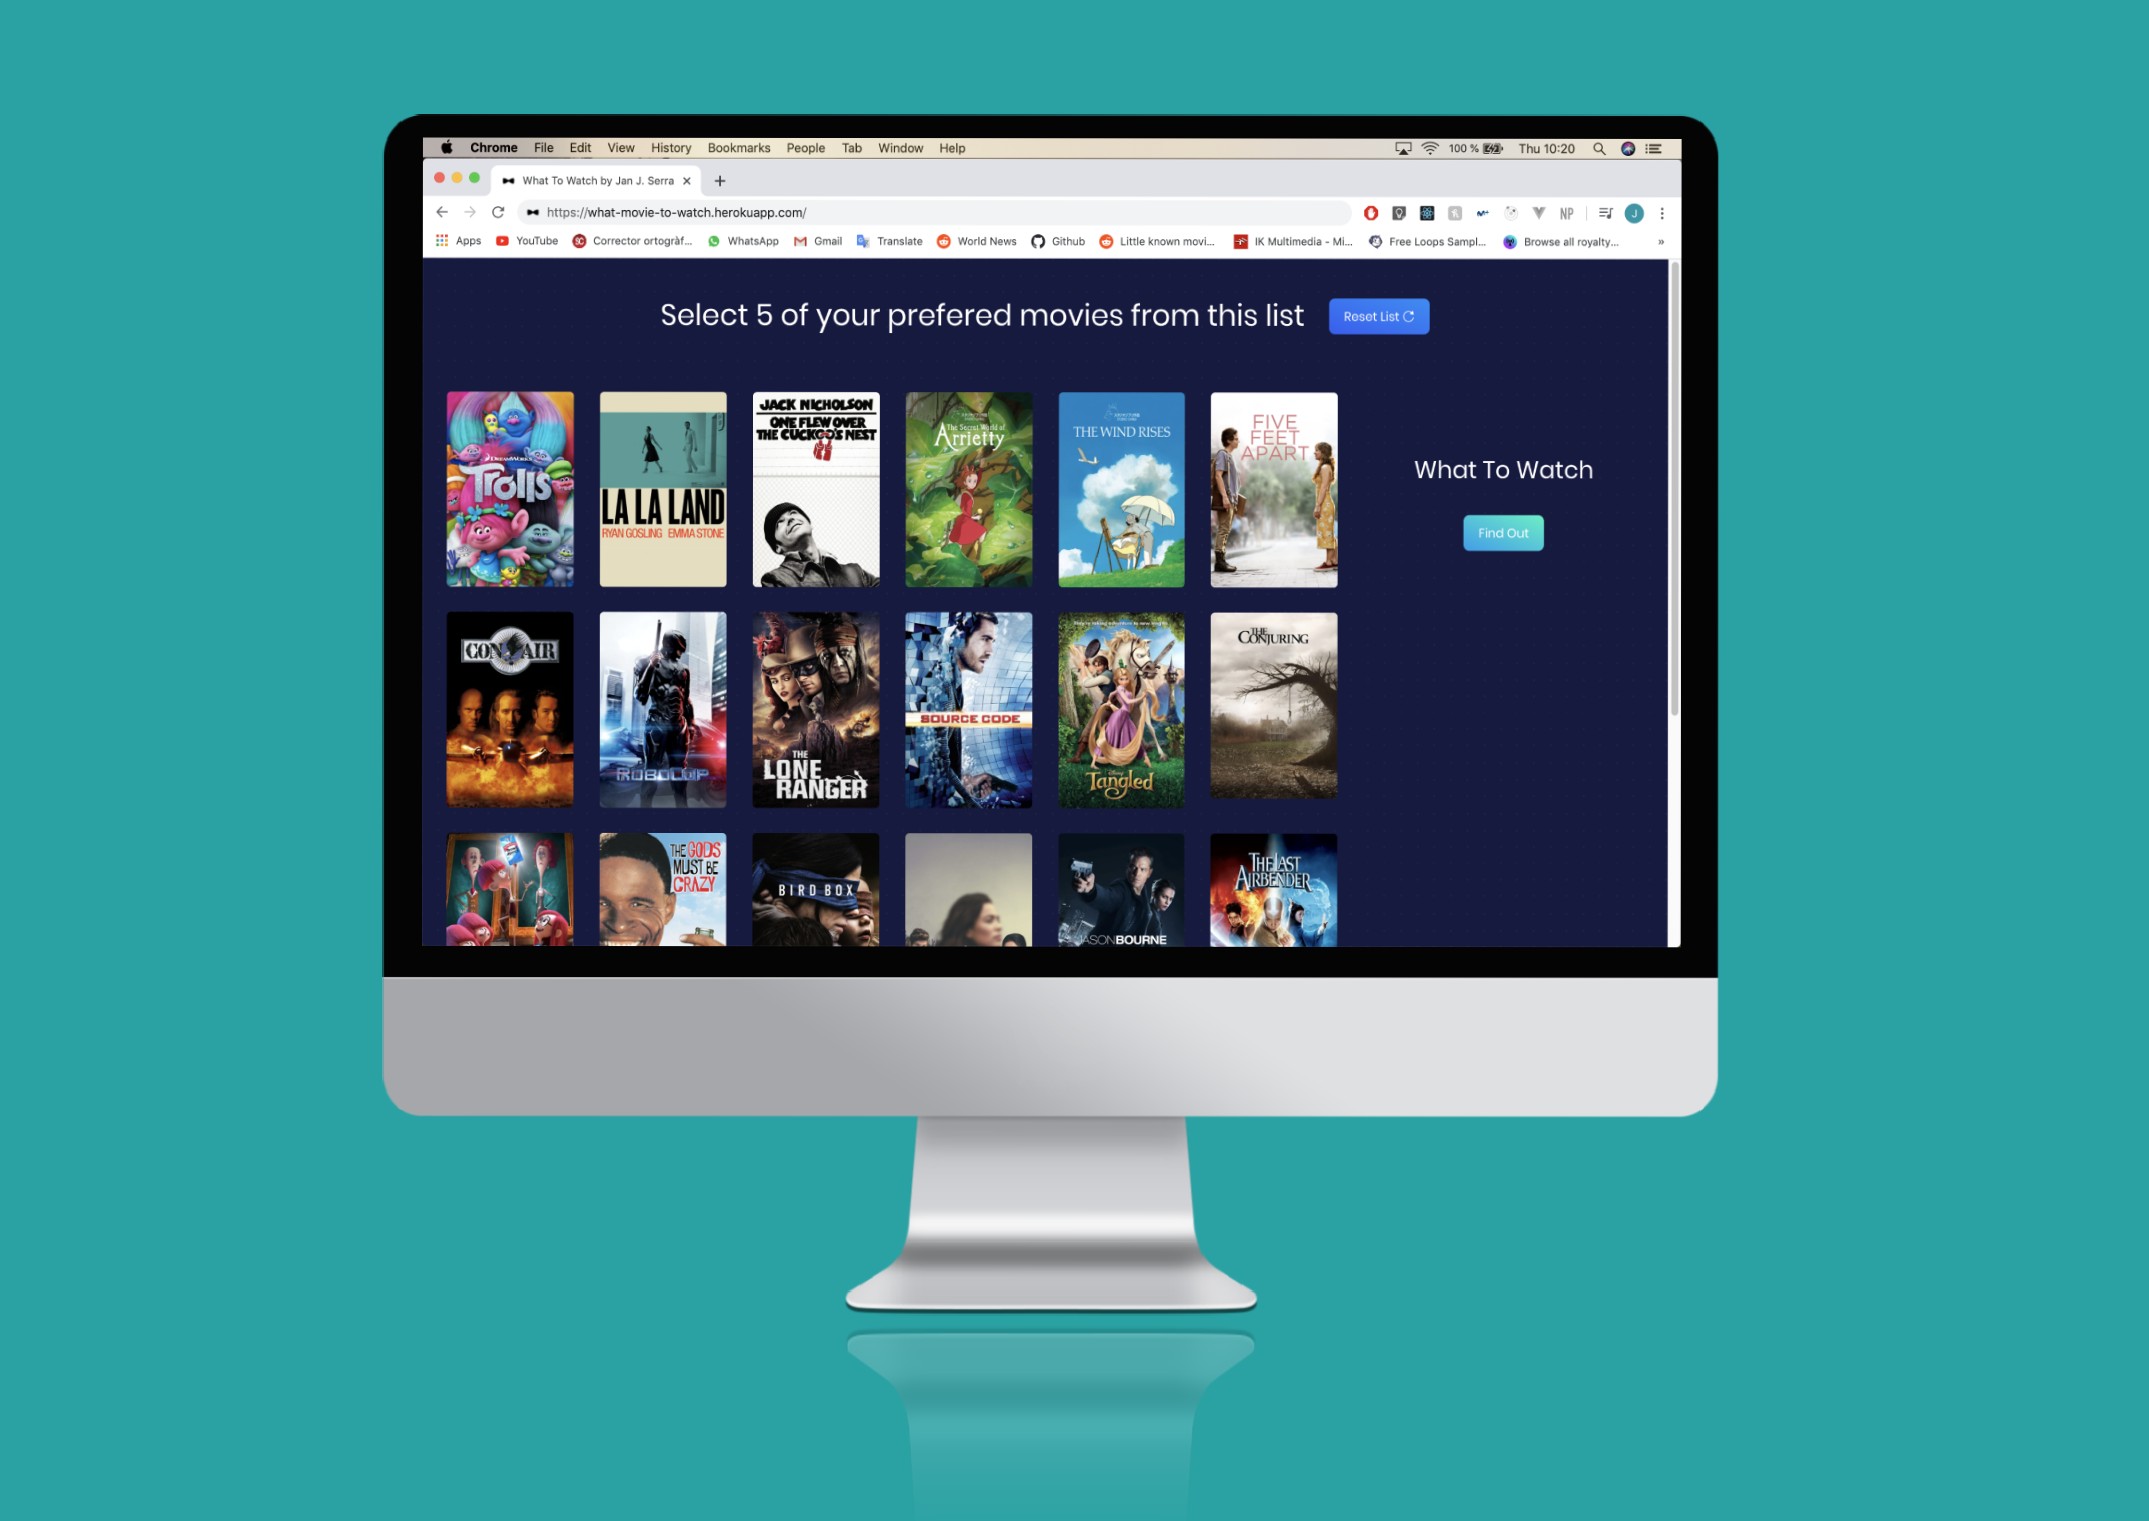 Chrome File Edit View History Bookmarks People Tab Window Help 100 % Thu 10:20
What To Watch by Jan J. Serra
https://what-movie-to-watch.herokuapp.com/
NP J
Apps YouTube SC Corrector ortogràf... WhatsApp Gmail Translate World News Github Little known movi... IK Multimedia - Mi... Free Loops Sampl... Browse all royalty... »
Select 5 of your prefered movies from this list
Reset List
DREAMWORKS
Trolls
LA LA LAND
RYAN GOSLING EMMA STONE
JACK NICHOLSON
ONE FLEW OVER
THE CUCKOO'S NEST
The Secret World of
Arrietty
THE WIND RISES
FIVE
FEET
APART
What To Watch
Find Out
CON AIR
ROBOCOP
THE
LONE
RANGER
SOURCE CODE
Disney
Tangled
THE
CONJURING
THE GODS
MUST BE
CRAZY
BIRD BOX
JASON BOURNE
THE LAST
AIRBENDER